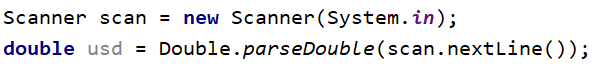 Scanner scan = new Scanner(System.in);
double usd = Double.parseDouble(scan.nextLine());